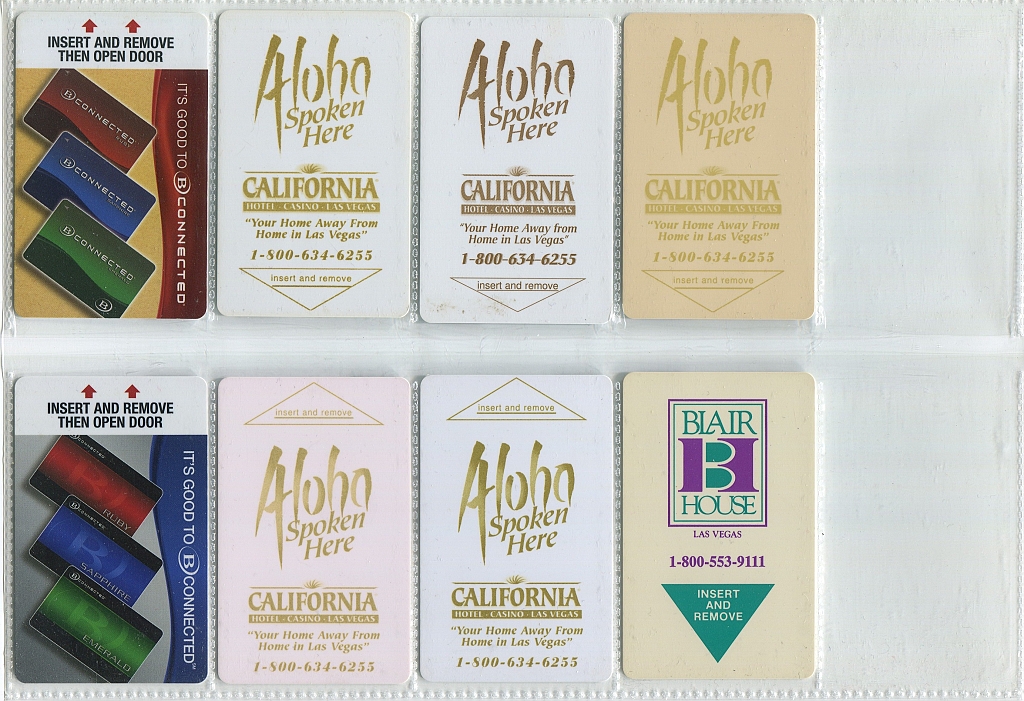 INSERT AND REMOVE
THEN OPEN DOOR
B CONNECTED
RUBY
B CONNECTED
B CONNECTED
B
IT'S GOOD TO B CONNECTED
Aloha
Spoken
Here
CALIFORNIA
HOTEL · CASINO · LAS VEGAS
"Your Home Away From
Home in Las Vegas"
1-800-634-6255
insert and remove
Aloha
Spoken
Here
CALIFORNIA
HOTEL · CASINO · LAS VEGAS
"Your Home Away from
Home in Las Vegas"
1-800-634-6255
insert and remove
Aloha
Spoken
Here
CALIFORNIA
HOTEL · CASINO · LAS VEGAS
"Your Home Away From
Home in Las Vegas"
1-800-634-6255
insert and remove
INSERT AND REMOVE
THEN OPEN DOOR
B CONNECTED
RUBY
B CONNECTED
SAPPHIRE
B CONNECTED
EMERALD
IT'S GOOD TO B CONNECTED℠
insert and remove
Aloha
Spoken
Here
CALIFORNIA
HOTEL · CASINO · LAS VEGAS
"Your Home Away From
Home in Las Vegas"
1-800-634-6255
insert and remove
Aloha
Spoken
Here
CALIFORNIA
HOTEL · CASINO · LAS VEGAS
"Your Home Away From
Home in Las Vegas"
1-800-634-6255
BLAIR
BH
HOUSE
LAS VEGAS
1-800-553-9111
INSERT
AND
REMOVE